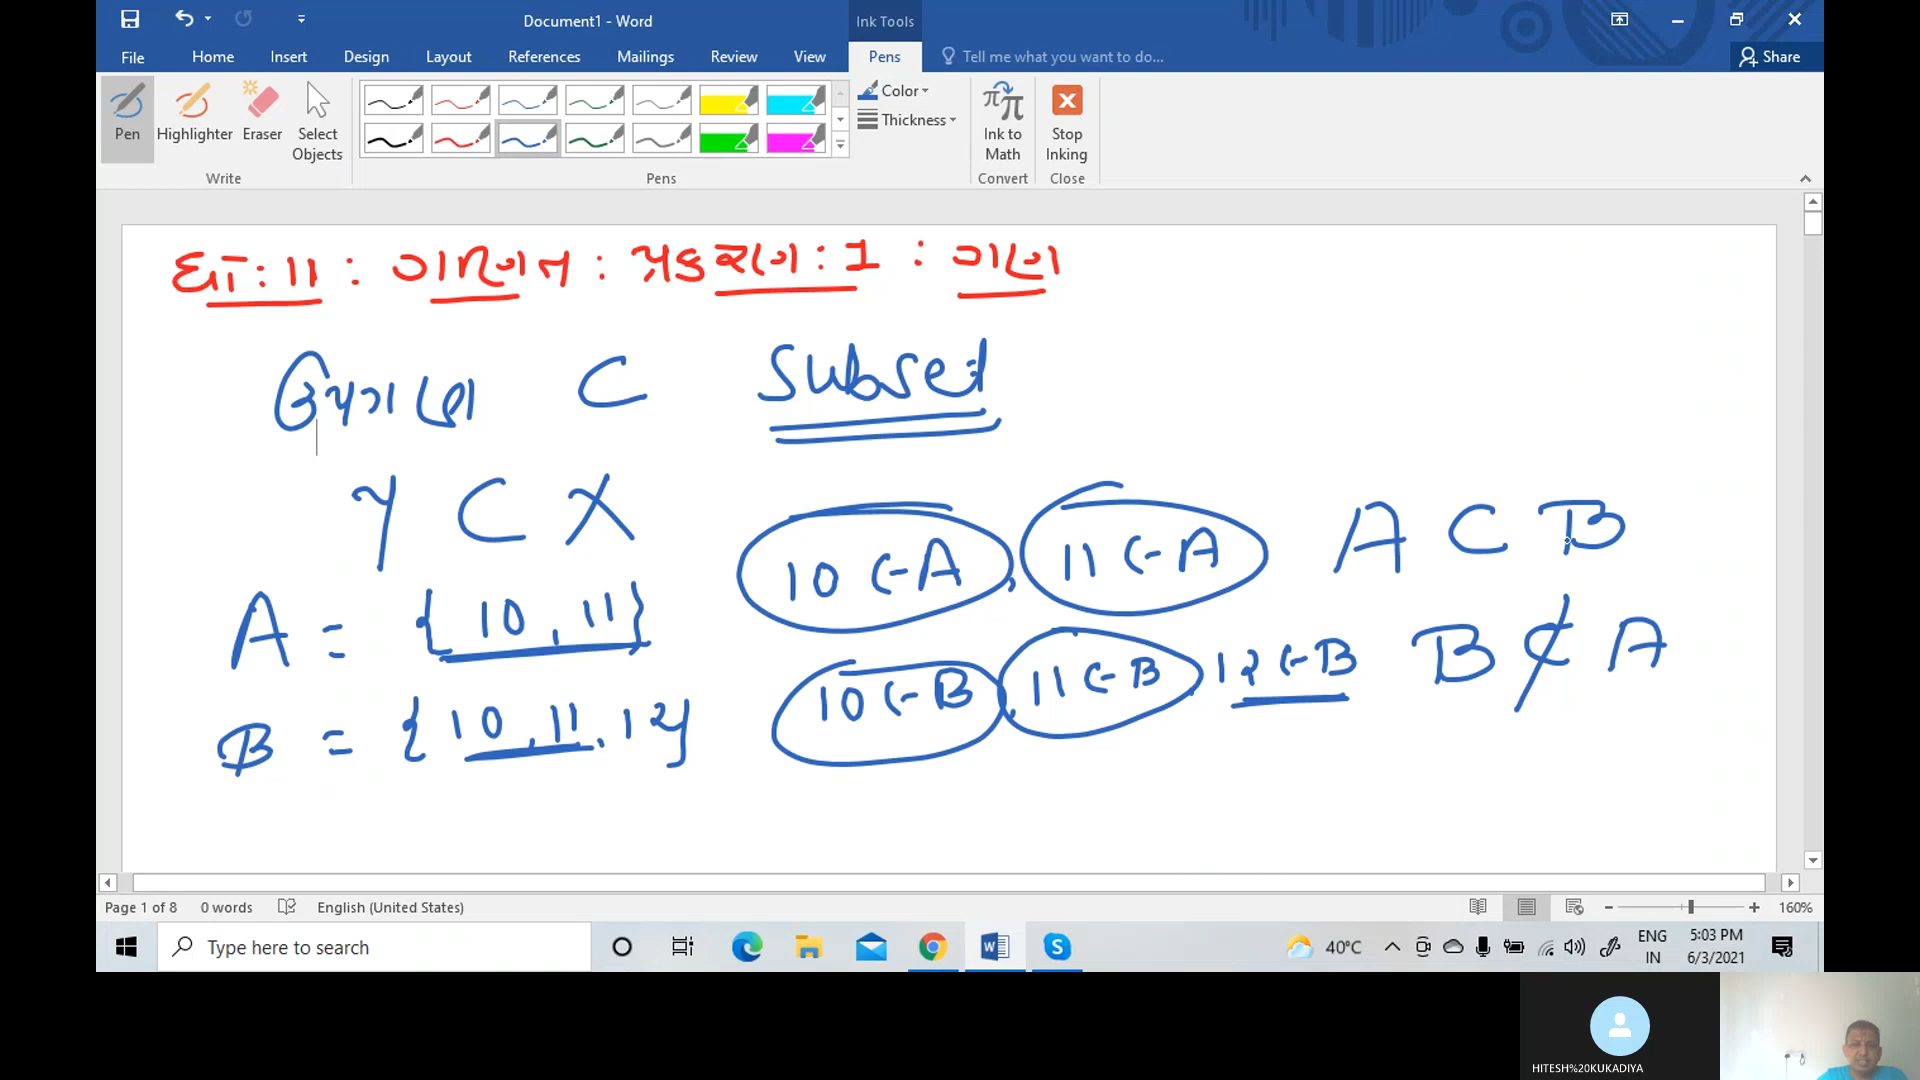 Document1 - Word
Ink Tools
File Home Insert Design Layout References Mailings Review View Pens Tell me what you want to do... Share
Pen Highlighter Eraser Select Objects
Color
Thickness
Ink to Math
Stop Inking
Write Pens Convert Close
ધો : 11 : ગણિત : પ્રકરણ : 1 : ગણ
ઉપગણ ⊂ Subset
Y ⊂ X
10 ∈ A , 11 ∈ A A ⊂ B
A = { 10 , 11 }
10 ∈ B , 11 ∈ B 12 ∈ B B ⊄ A
B = { 10 , 11 , 12 }
Page 1 of 8 0 words English (United States) 160%
Type here to search
40°C
ENG IN
5:03 PM
6/3/2021
HITESH%20KUKADIYA